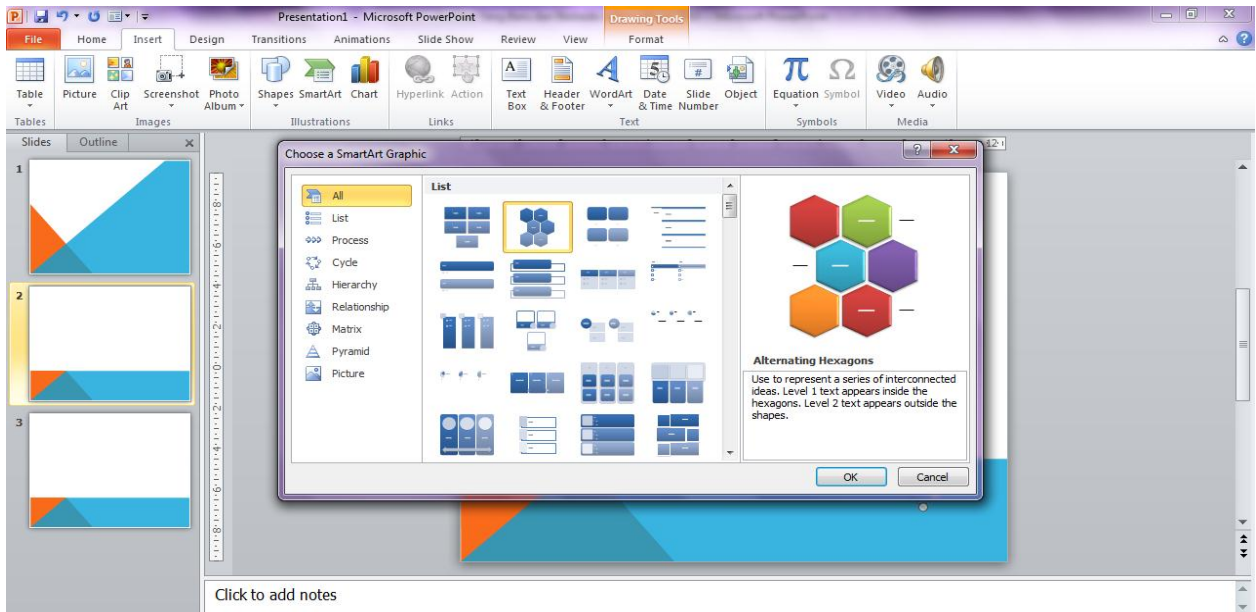 Presentation1 - Microsoft PowerPoint
Drawing Tools
File Home Insert Design Transitions Animations Slide Show Review View Format
Table Picture Clip Art Screenshot Photo Album Shapes SmartArt Chart Hyperlink Action Text Box Header & Footer WordArt Date & Time Slide Number Object Equation Symbol Video Audio
Tables Images Illustrations Links Text Symbols Media
Slides Outline
1
2
3
Choose a SmartArt Graphic
All
List
Process
Cycle
Hierarchy
Relationship
Matrix
Pyramid
Picture
List
Alternating Hexagons
Use to represent a series of interconnected
ideas. Level 1 text appears inside the
hexagons. Level 2 text appears outside the
shapes.
OK Cancel
Click to add notes